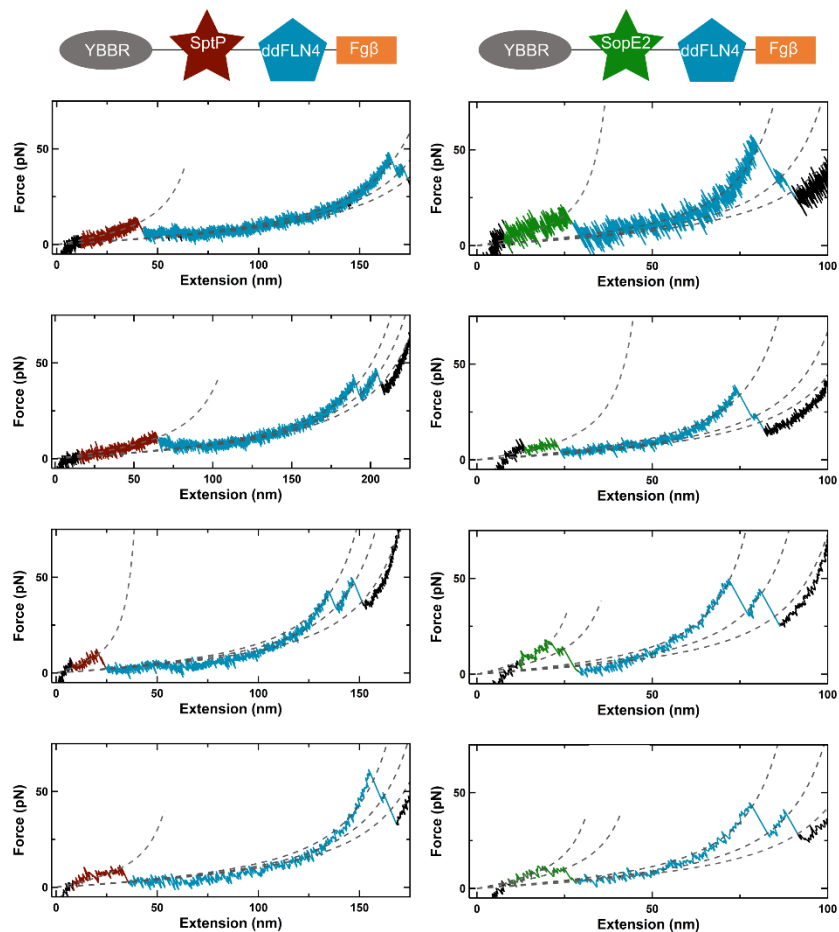 YBBR SptP ddFLN4 Fgβ
YBBR SopE2 ddFLN4 Fgβ
Force (pN)
50
0
0 50 100 150
Extension (nm)
Force (pN)
50
0
0 50 100
Extension (nm)
Force (pN)
50
0
0 50 100 150 200
Extension (nm)
Force (pN)
50
0
0 50 100
Extension (nm)
Force (pN)
50
0
0 50 100 150
Extension (nm)
Force (pN)
50
0
0 50 100
Extension (nm)
Force (pN)
50
0
0 50 100 150
Extension (nm)
Force (pN)
50
0
0 50 100
Extension (nm)